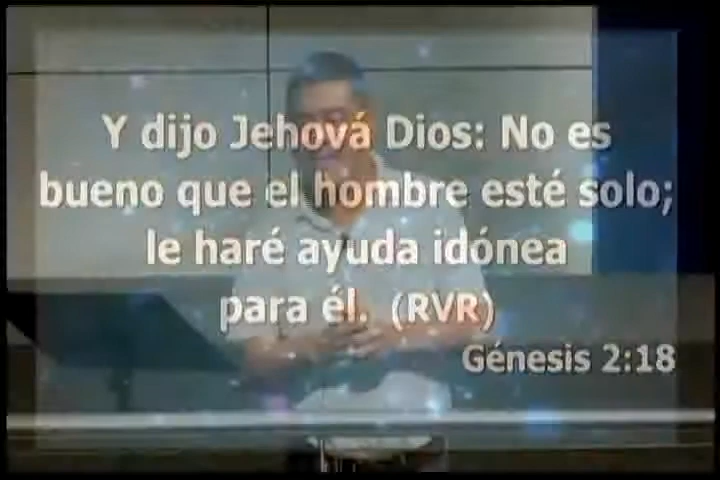 Y dijo Jehová Dios: No es
bueno que el hombre esté solo;
le haré ayuda idónea
para él. (RVR)
Génesis 2:18